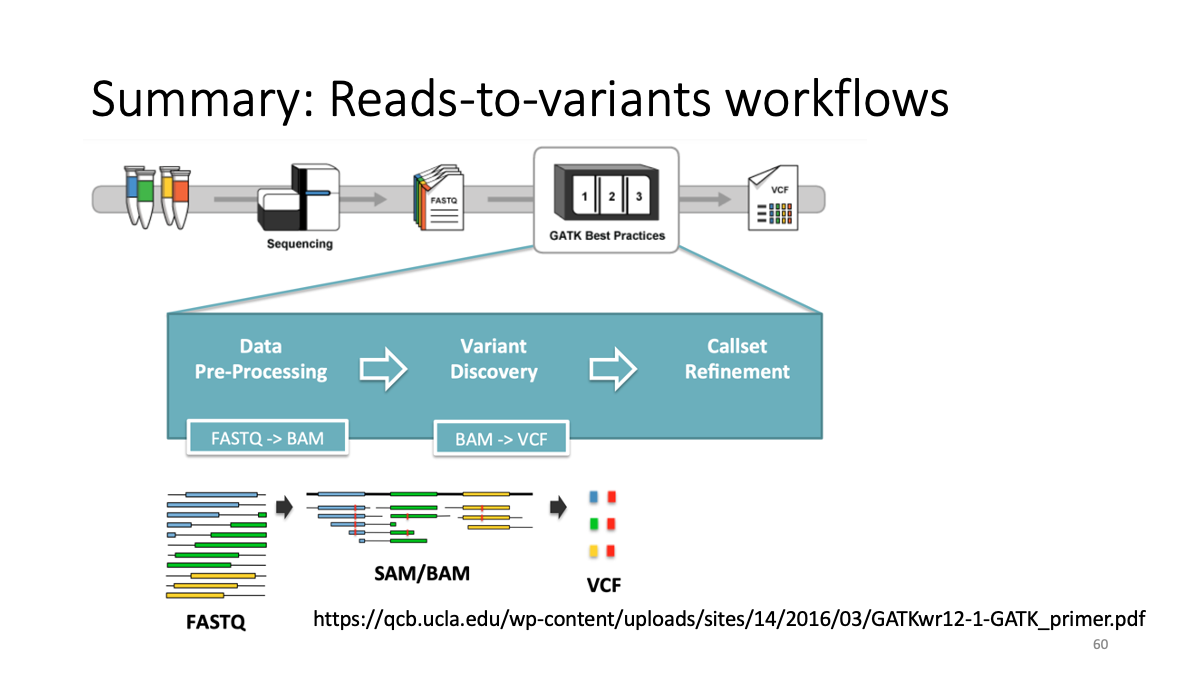 Summary: Reads-to-variants workflows
FASTQ
1 2 3
VCF
Sequencing
GATK Best Practices
Data
Pre-Processing
Variant
Discovery
Callset
Refinement
FASTQ -> BAM
BAM -> VCF
SAM/BAM
VCF
FASTQ
https://qcb.ucla.edu/wp-content/uploads/sites/14/2016/03/GATKwr12-1-GATK_primer.pdf
60